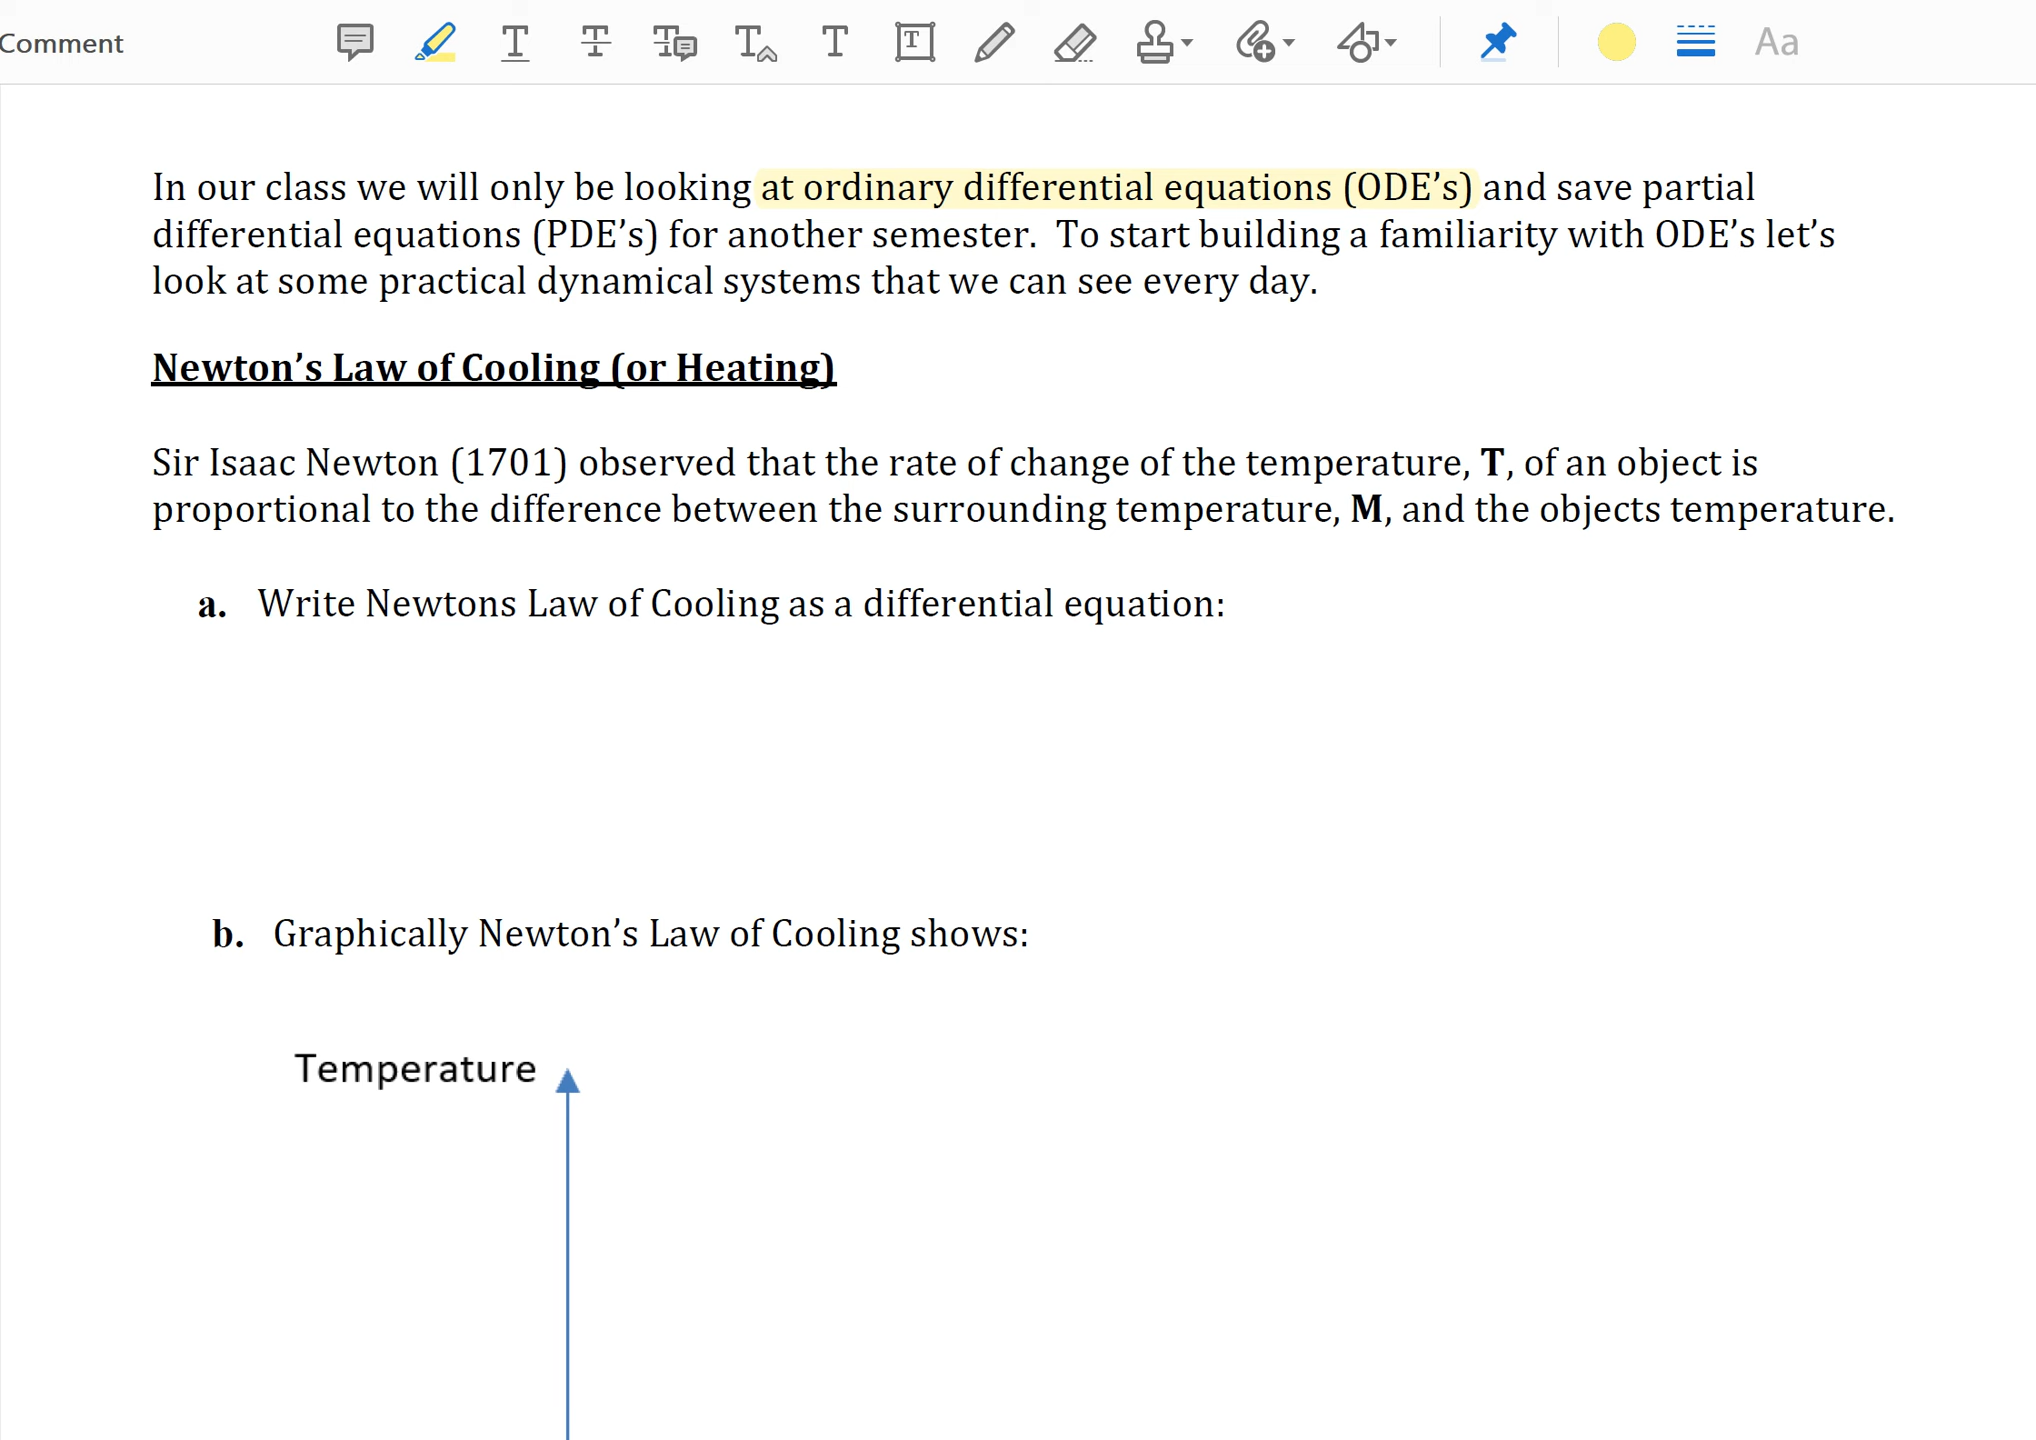 Comment
Aa
In our class we will only be looking at ordinary differential equations (ODE’s) and save partial
differential equations (PDE’s) for another semester.  To start building a familiarity with ODE’s let’s
look at some practical dynamical systems that we can see every day.
Newton’s Law of Cooling (or Heating)
Sir Isaac Newton (1701) observed that the rate of change of the temperature, T, of an object is
proportional to the difference between the surrounding temperature, M, and the objects temperature.
a. Write Newtons Law of Cooling as a differential equation:
b. Graphically Newton’s Law of Cooling shows:
Temperature